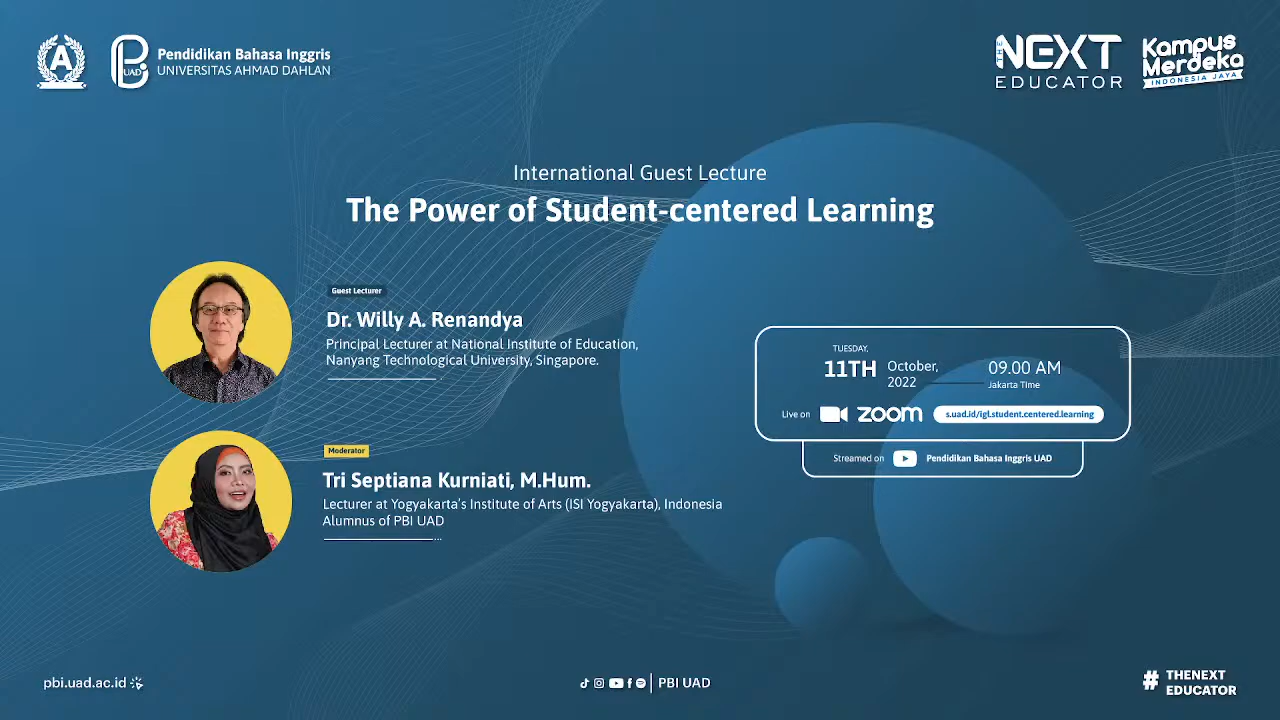 A
UAD
Pendidikan Bahasa Inggris
UNIVERSITAS AHMAD DAHLAN
THE NEXT
EDUCATOR
Kampus
Merdeka
INDONESIA JAYA
International Guest Lecture
The Power of Student-centered Learning
Guest Lecturer
Dr. Willy A. Renandya
Principal Lecturer at National Institute of Education,
Nanyang Technological University, Singapore.
Moderator
Tri Septiana Kurniati, M.Hum.
Lecturer at Yogyakarta's Institute of Arts (ISI Yogyakarta), Indonesia
Alumnus of PBI UAD
TUESDAY,
11TH October, 2022
09.00 AM
Jakarta Time
Live on zoom s.uad.id/igl.student.centered.learning
Streamed on Pendidikan Bahasa Inggris UAD
pbi.uad.ac.id
PBI UAD
# THENEXT
EDUCATOR